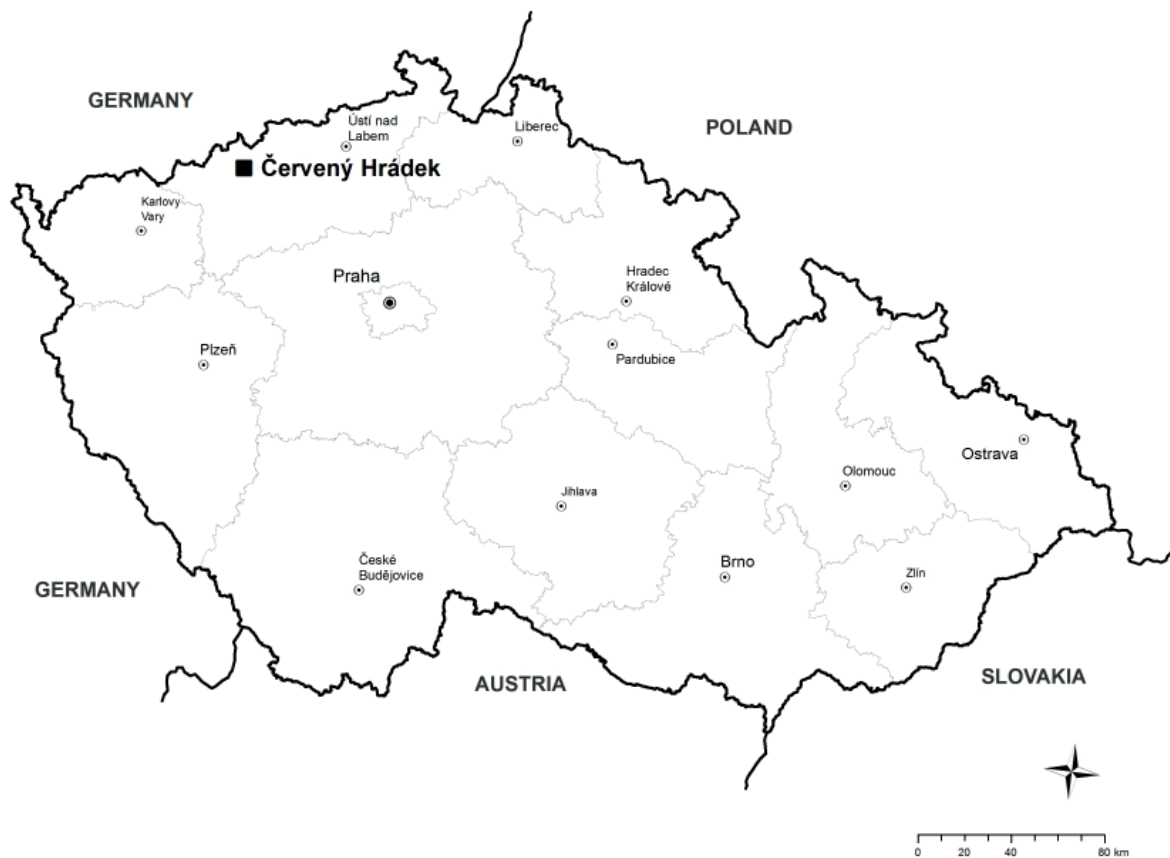 GERMANY
POLAND
Ústí nad
Labem
Liberec
Červený Hrádek
Karlovy
Vary
Praha
Hradec
Králové
Plzeň
Pardubice
Ostrava
Olomouc
Jihlava
České
Budějovice
Brno
Zlín
GERMANY
AUSTRIA
SLOVAKIA
0 20 40 60 80 km